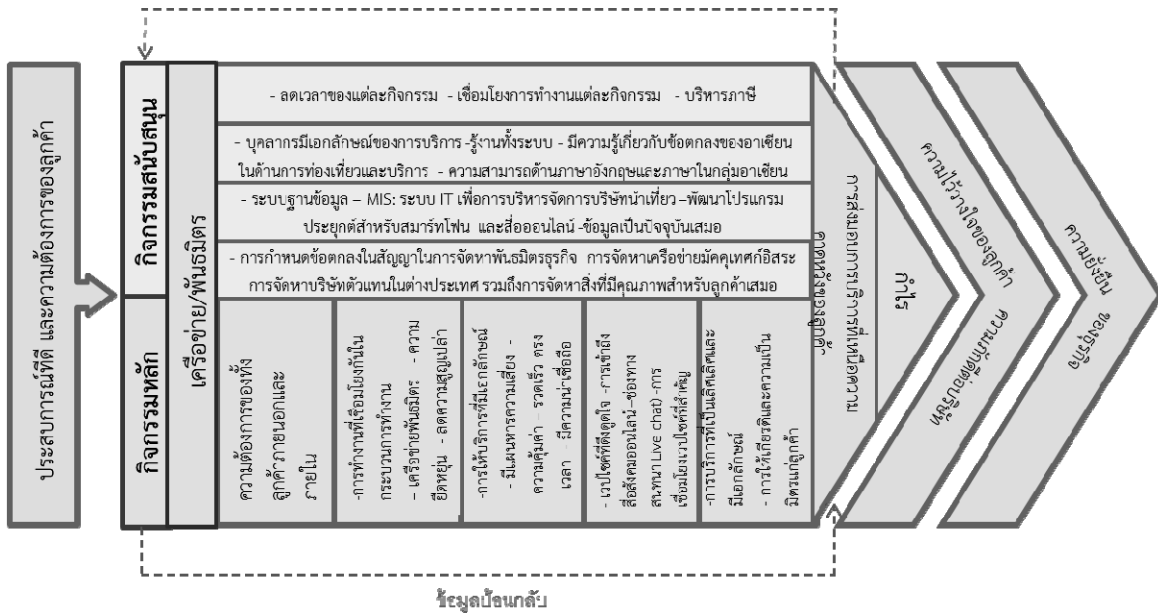 ประสบการณ์ที่ดี และความต้องการของลูกค้า
กิจกรรมสนับสนุน
กิจกรรมหลัก
เครือข่าย/พันธมิตร
- ลดเวลาของแต่ละกิจกรรม - เชื่อมโยงการทำงานแต่ละกิจกรรม - บริหารภาษี
- บุคลากรมีเอกลักษณ์ของการบริการ -รู้งานทั้งระบบ - มีความรู้เกี่ยวกับข้อตกลงของอาเซียน
ในด้านการท่องเที่ยวและบริการ - ความสามารถด้านภาษาอังกฤษและภาษาในกลุ่มอาเซียน
- ระบบฐานข้อมูล – MIS: ระบบ IT เพื่อการบริหารจัดการบริษัทนำเที่ยว –พัฒนาโปรแกรม
ประยุกต์สำหรับสมาร์ทโฟน และสื่อออนไลน์ -ข้อมูลเป็นปัจจุบันเสมอ
- การกำหนดข้อตกลงในสัญญาในการจัดหาพันธมิตรธุรกิจ การจัดหาเครือข่ายมัคคุเทศก์อิสระ
การจัดหาบริษัทตัวแทนในต่างประเทศ รวมถึงการจัดหาสิ่งที่มีคุณภาพสำหรับลูกค้าเสมอ
ความต้องการของทั้ง
ลูกค้าภายนอกและ
ภายใน
-การทำงานที่เชื่อมโยงกันใน
กระบวนการทำงาน
– เครือข่ายพันธมิตร - ความ
ยืดหยุ่น - ลดความสูญเปล่า
-การให้บริการที่มีเอกลักษณ์
- มีแผนหารความเสี่ยง -
ความคุ้มค่า - รวดเร็ว ตรง
เวลา - มีความน่าเชื่อถือ
- เวปไซค์ที่ดึงดูดใจ -การเข้าถึง
สื่อสังคมออนไลน์–ช่องทาง
สนทนา Live chat) -การ
เชื่อมโยงเวปไซค์ที่สำคัญ
-การบริการที่เป็นเลิศเลิศและ
มีเอกลักษณ์
- การให้เกียรติและความเป็น
มิตรแก่ลูกค้า
การส่งมอบการบริการที่เหนือความ
คาดหวังของลูกค้า
กำไร
ความไว้วางใจของลูกค้า
ความภักดีต่อบริษัท
ความยั่งยืน
ของธุรกิจ
ข้อมูลป้อนกลับ